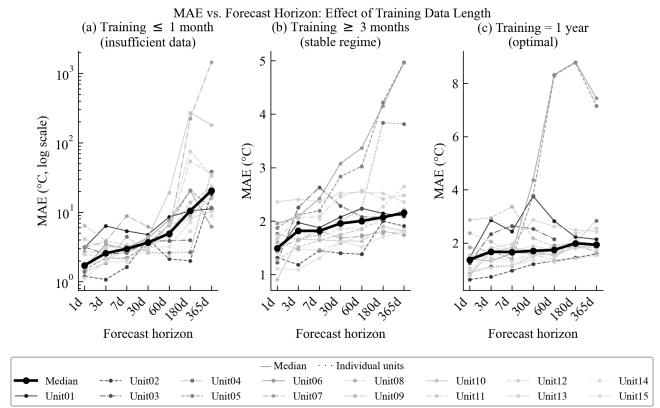 MAE vs. Forecast Horizon: Effect of Training Data Length
(a) Training ≤ 1 month
(insufficient data)
(b) Training ≥ 3 months
(stable regime)
(c) Training = 1 year
(optimal)
MAE (°C, log scale)
10³
10²
10¹
10⁰
1d 3d 7d 30d 60d 180d 365d
Forecast horizon
MAE (°C)
5
4
3
2
1
1d 3d 7d 30d 60d 180d 365d
Forecast horizon
MAE (°C)
8
6
4
2
1d 3d 7d 30d 60d 180d 365d
Forecast horizon
Median Individual units
Median Unit02 Unit04 Unit06 Unit08 Unit10 Unit12 Unit14
Unit01 Unit03 Unit05 Unit07 Unit09 Unit11 Unit13 Unit15